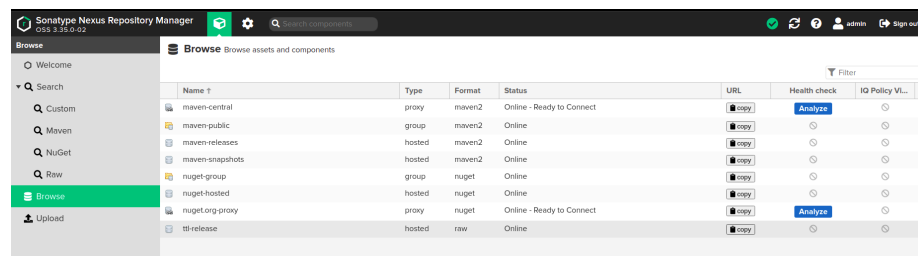 Sonatype Nexus Repository Manager
OSS 3.35.0-02
Search components
admin
Sign out
Browse
Welcome
Search
Custom
Maven
NuGet
Raw
Browse
Upload
Browse Browse assets and components
Filter
Name ↑ Type Format Status URL Health check IQ Policy Vi...
maven-central proxy maven2 Online - Ready to Connect copy Analyze
maven-public group maven2 Online copy
maven-releases hosted maven2 Online copy
maven-snapshots hosted maven2 Online copy
nuget-group group nuget Online copy
nuget-hosted hosted nuget Online copy
nuget.org-proxy proxy nuget Online - Ready to Connect copy Analyze
ttl-release hosted raw Online copy